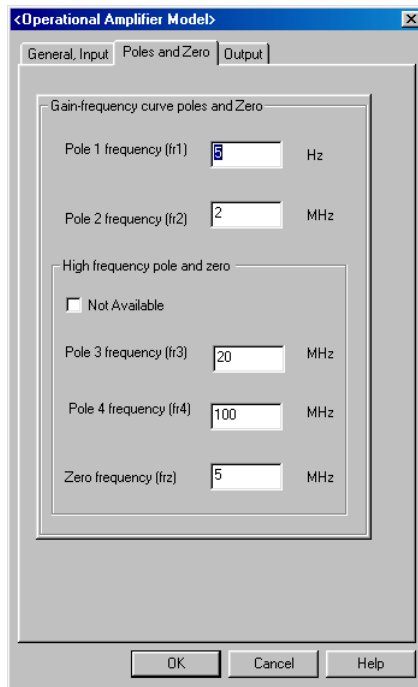 <Operational Amplifier Model>
General, Input Poles and Zero Output
Gain-frequency curve poles and Zero
Pole 1 frequency (fr1) 5 Hz
Pole 2 frequency (fr2) 2 MHz
High frequency pole and zero
Not Available
Pole 3 frequency (fr3) 20 MHz
Pole 4 frequency (fr4) 100 MHz
Zero frequency (frz) 5 MHz
OK Cancel Help